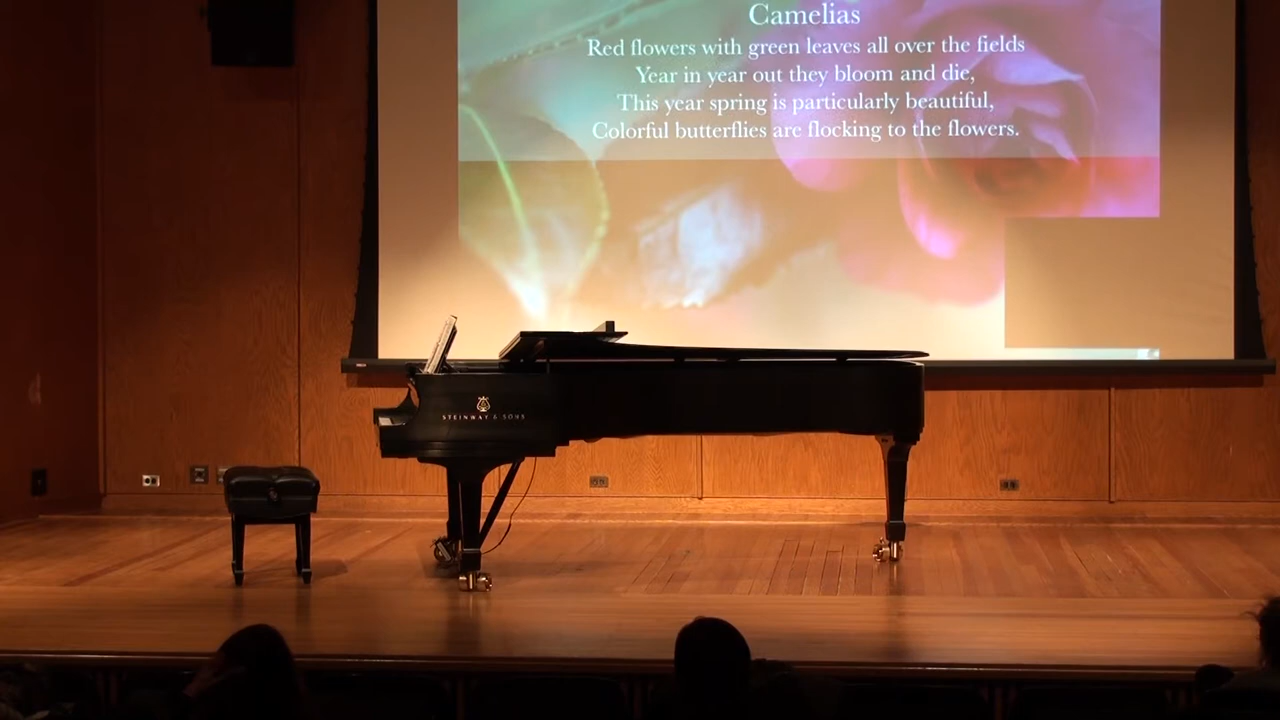 Camelias
Red flowers with green leaves all over the fields
Year in year out they bloom and die,
This year spring is particularly beautiful,
Colorful butterflies are flocking to the flowers.
STEINWAY & SONS